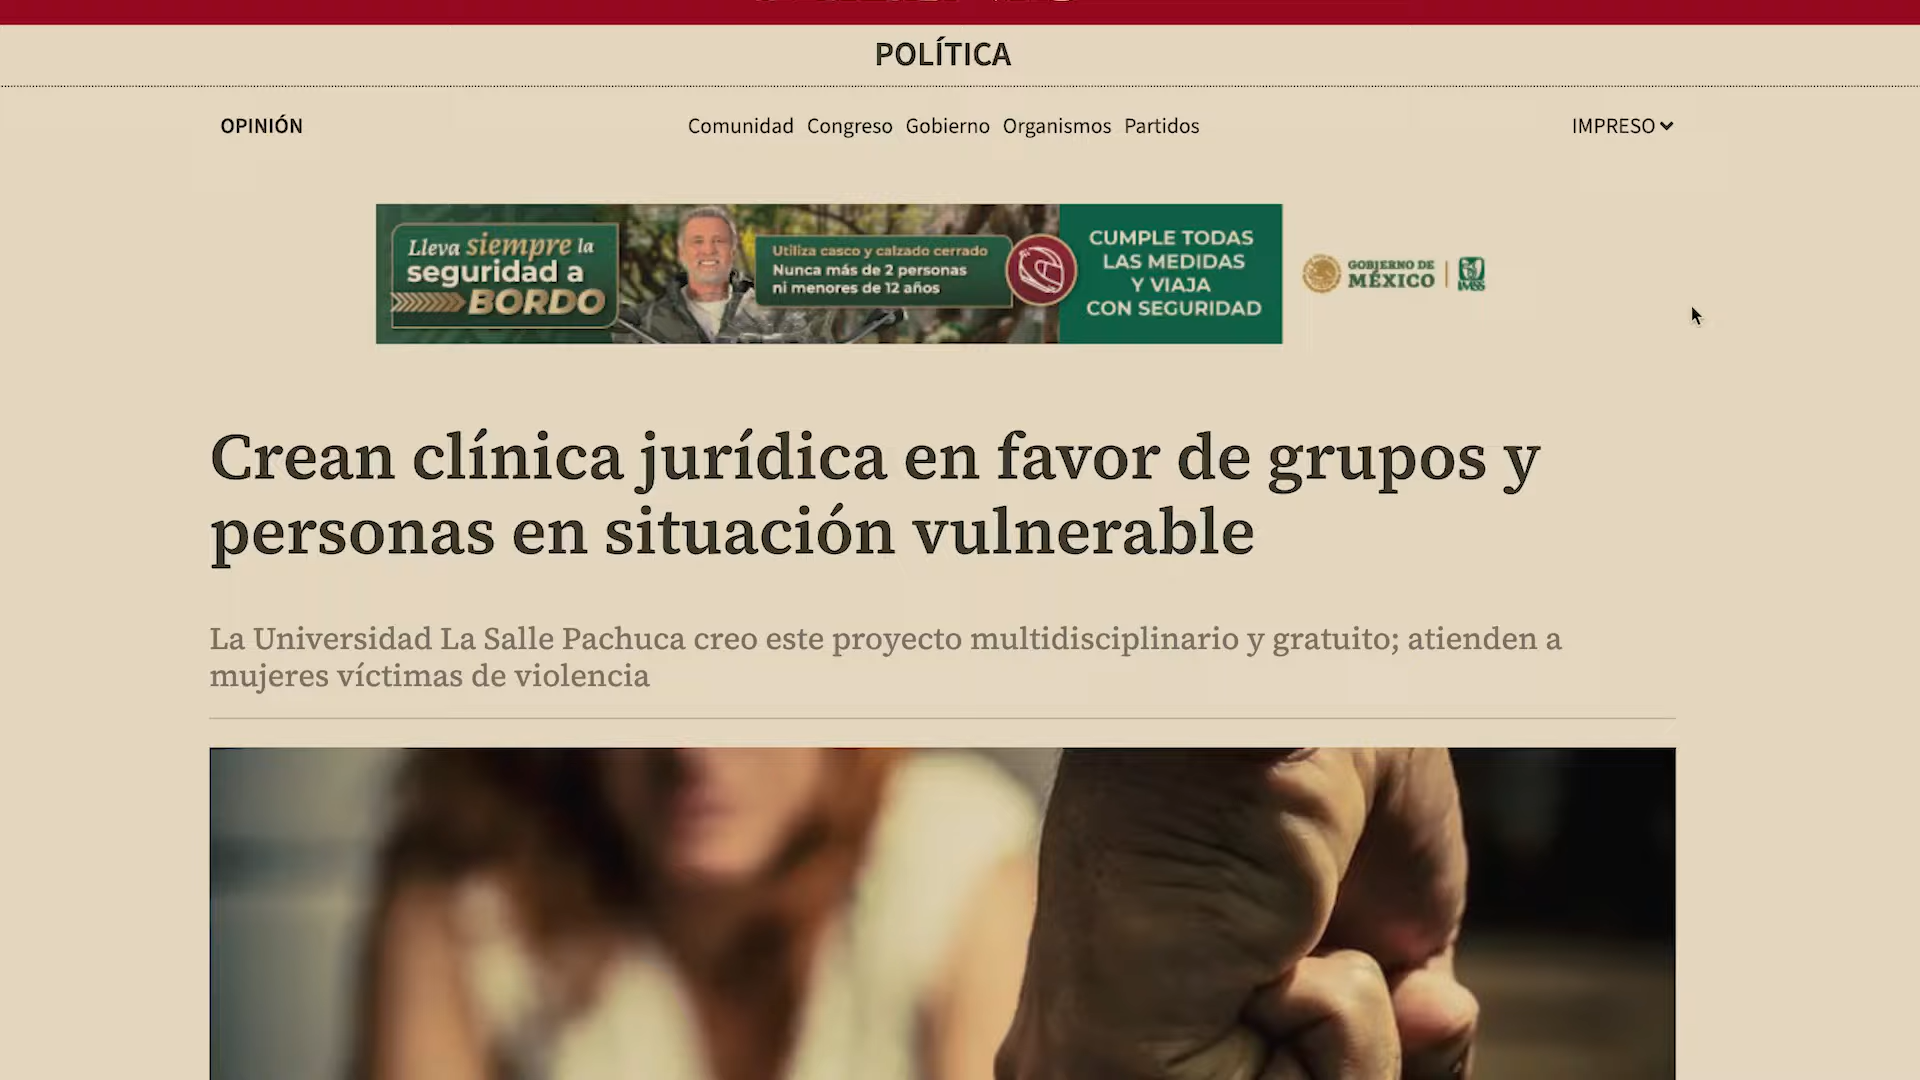 POLÍTICA
OPINIÓN
Comunidad Congreso Gobierno Organismos Partidos
IMPRESO
Lleva siempre la
seguridad a
BORDO
Utiliza casco y calzado cerrado
Nunca más de 2 personas
ni menores de 12 años
CUMPLE TODAS
LAS MEDIDAS
Y VIAJA
CON SEGURIDAD
GOBIERNO DE
MÉXICO
IMSS
Crean clínica jurídica en favor de grupos y
personas en situación vulnerable
La Universidad La Salle Pachuca creo este proyecto multidisciplinario y gratuito; atienden a
mujeres víctimas de violencia